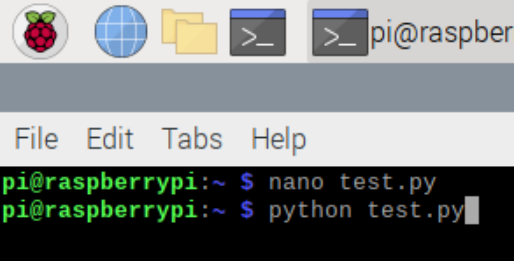 >_ >_ pi@raspber
File Edit Tabs Help
pi@raspberrypi:~ $ nano test.py
pi@raspberrypi:~ $ python test.py